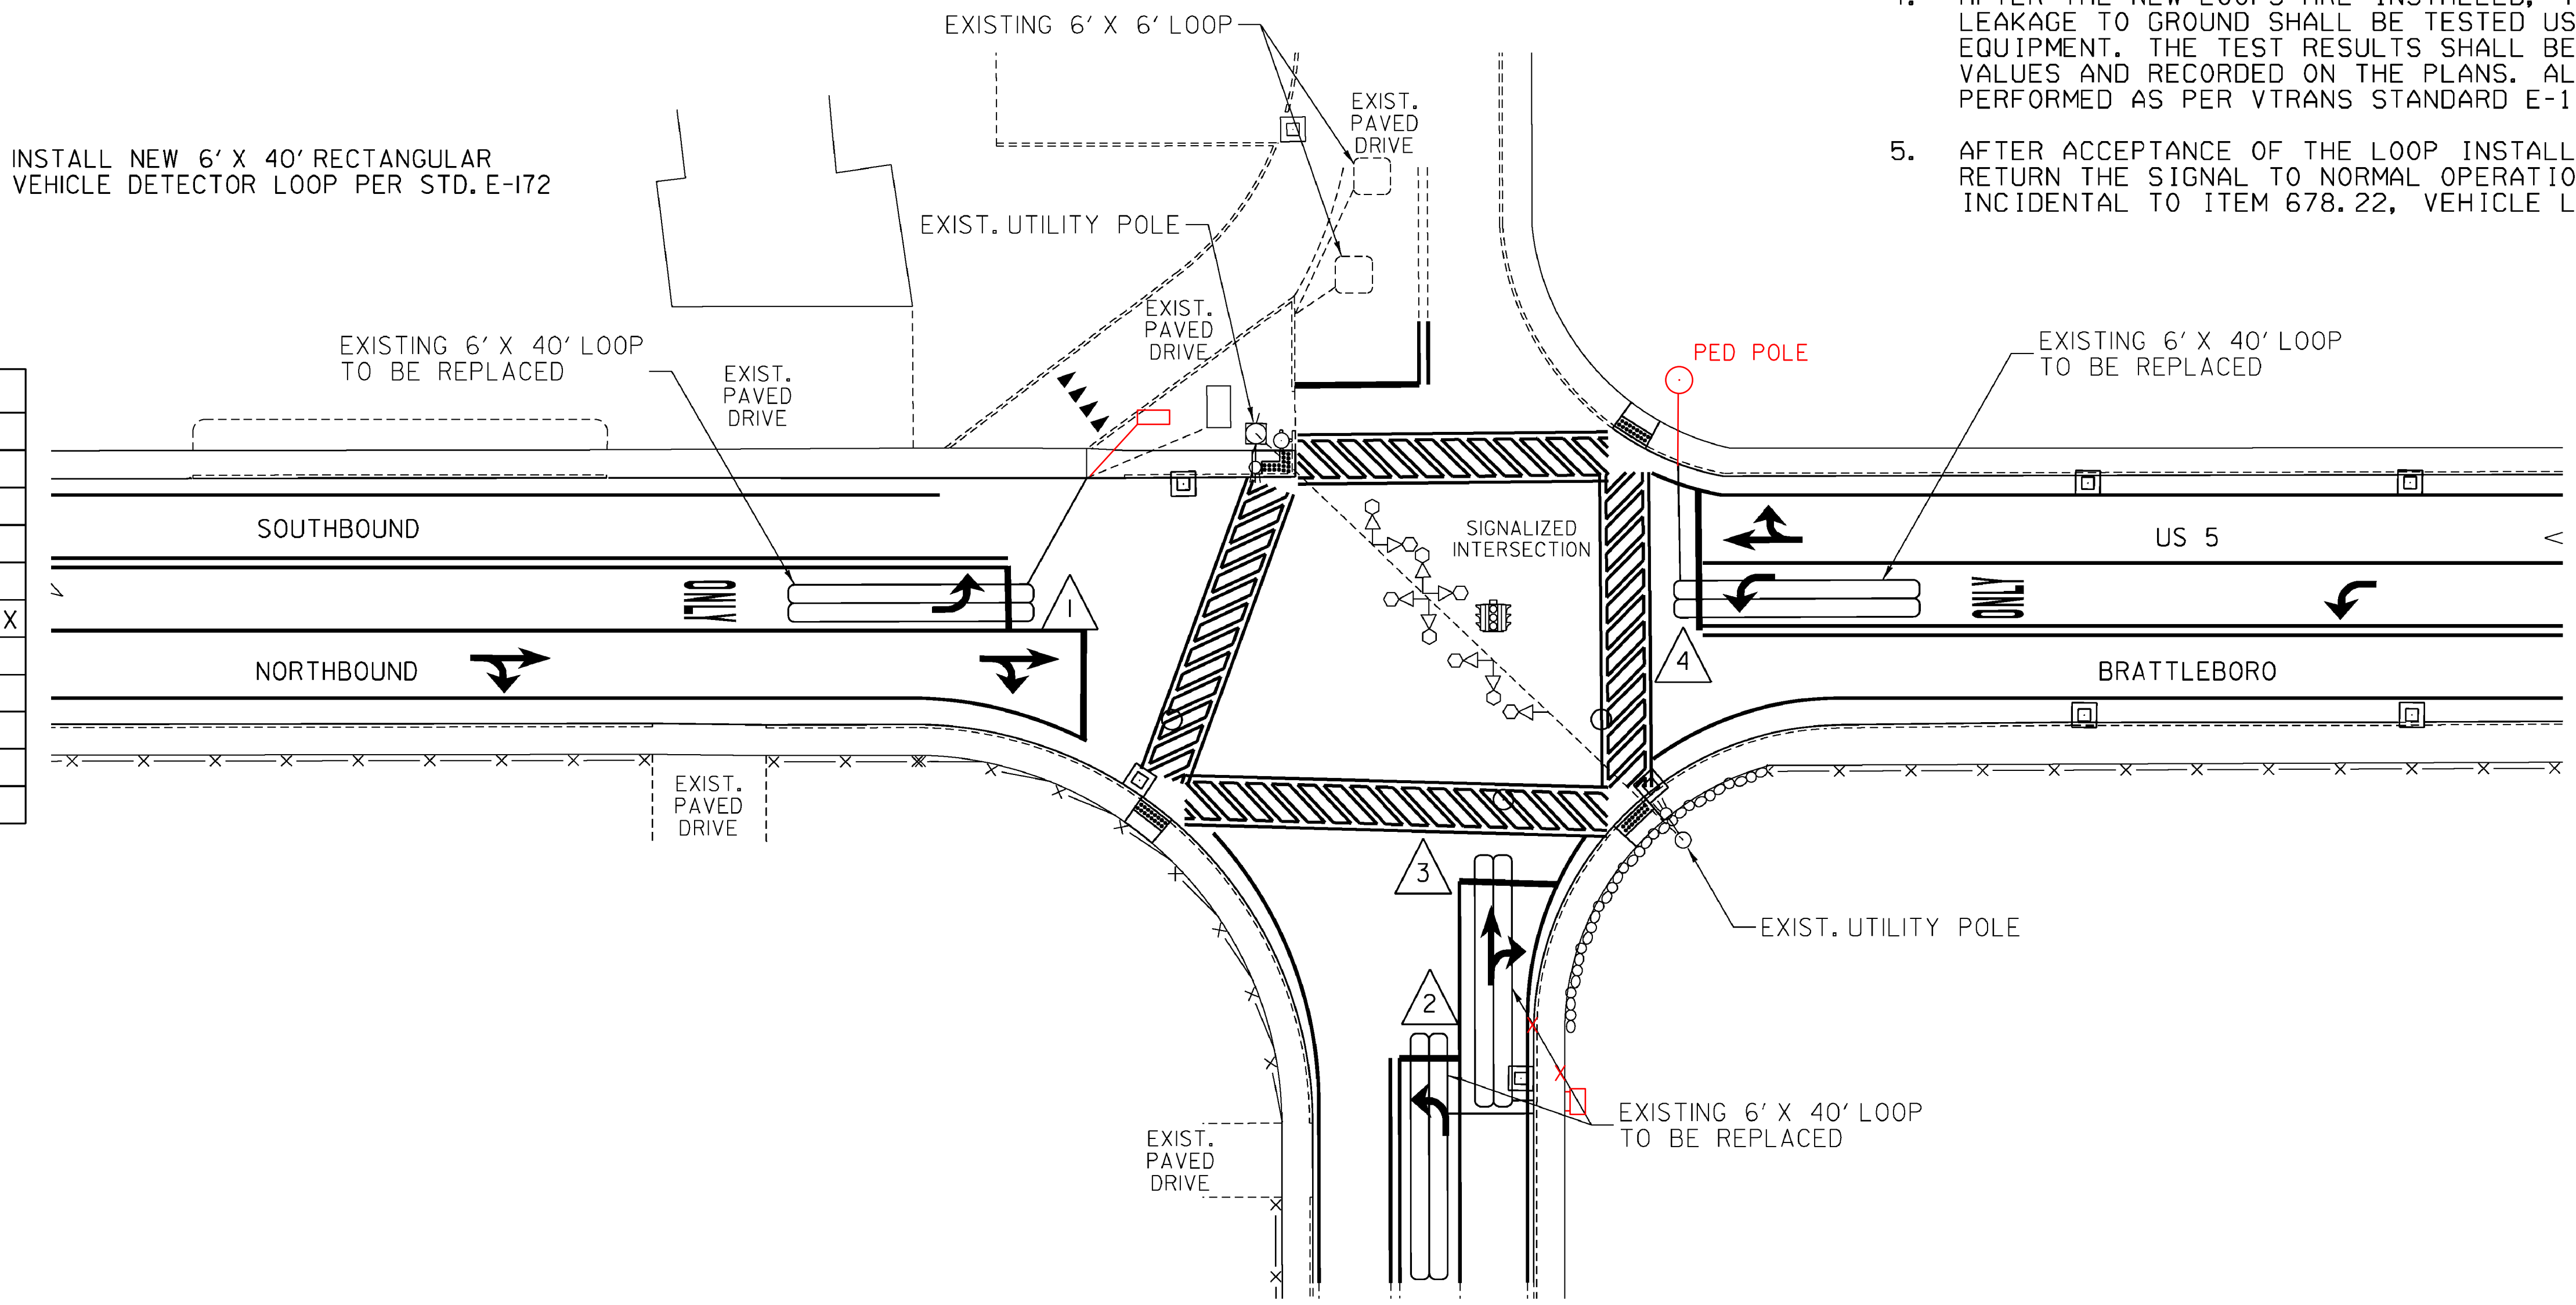 EXISTING 6' X 6' LOOP
LEAKAGE TO GROUND SHALL BE TESTED US
EQUIPMENT. THE TEST RESULTS SHALL BE
VALUES AND RECORDED ON THE PLANS. AL
PERFORMED AS PER VTRANS STANDARD E-1
5. AFTER ACCEPTANCE OF THE LOOP INSTALL
RETURN THE SIGNAL TO NORMAL OPERATIO
INCIDENTAL TO ITEM 678.22, VEHICLE L
INSTALL NEW 6' X 40' RECTANGULAR
VEHICLE DETECTOR LOOP PER STD. E-172
EXIST.
PAVED
DRIVE
EXIST. UTILITY POLE
EXIST.
PAVED
DRIVE
EXISTING 6' X 40' LOOP
TO BE REPLACED
EXIST.
PAVED
DRIVE
PED POLE
EXISTING 6' X 40' LOOP
TO BE REPLACED
SOUTHBOUND
SIGNALIZED
INTERSECTION
US 5
ONLY
1
ONLY
X
NORTHBOUND
4
BRATTLEBORO
EXIST.
PAVED
DRIVE
3
EXIST. UTILITY POLE
2
EXISTING 6' X 40' LOOP
TO BE REPLACED
EXIST.
PAVED
DRIVE